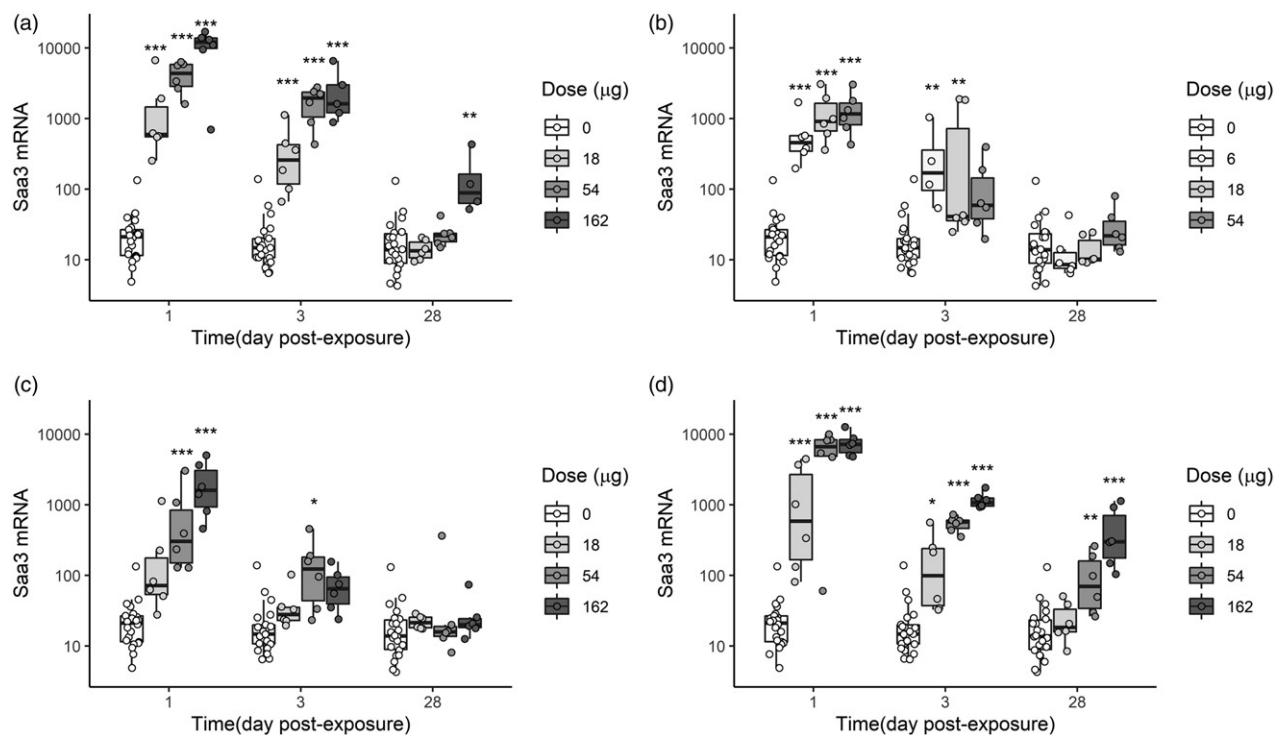 (a)
*** *** ***
*** *** ***
**
10000
1000
100
10
Saa3 mRNA
1 3 28
Time(day post-exposure)
Dose (μg)
0
18
54
162
(b)
*** *** ***
** **
10000
1000
100
10
Saa3 mRNA
1 3 28
Time(day post-exposure)
Dose (μg)
0
6
18
54
(c)
*** ***
*
10000
1000
100
10
Saa3 mRNA
1 3 28
Time(day post-exposure)
Dose (μg)
0
18
54
162
(d)
*** *** ***
* *** ***
** ***
10000
1000
100
10
Saa3 mRNA
1 3 28
Time(day post-exposure)
Dose (μg)
0
18
54
162